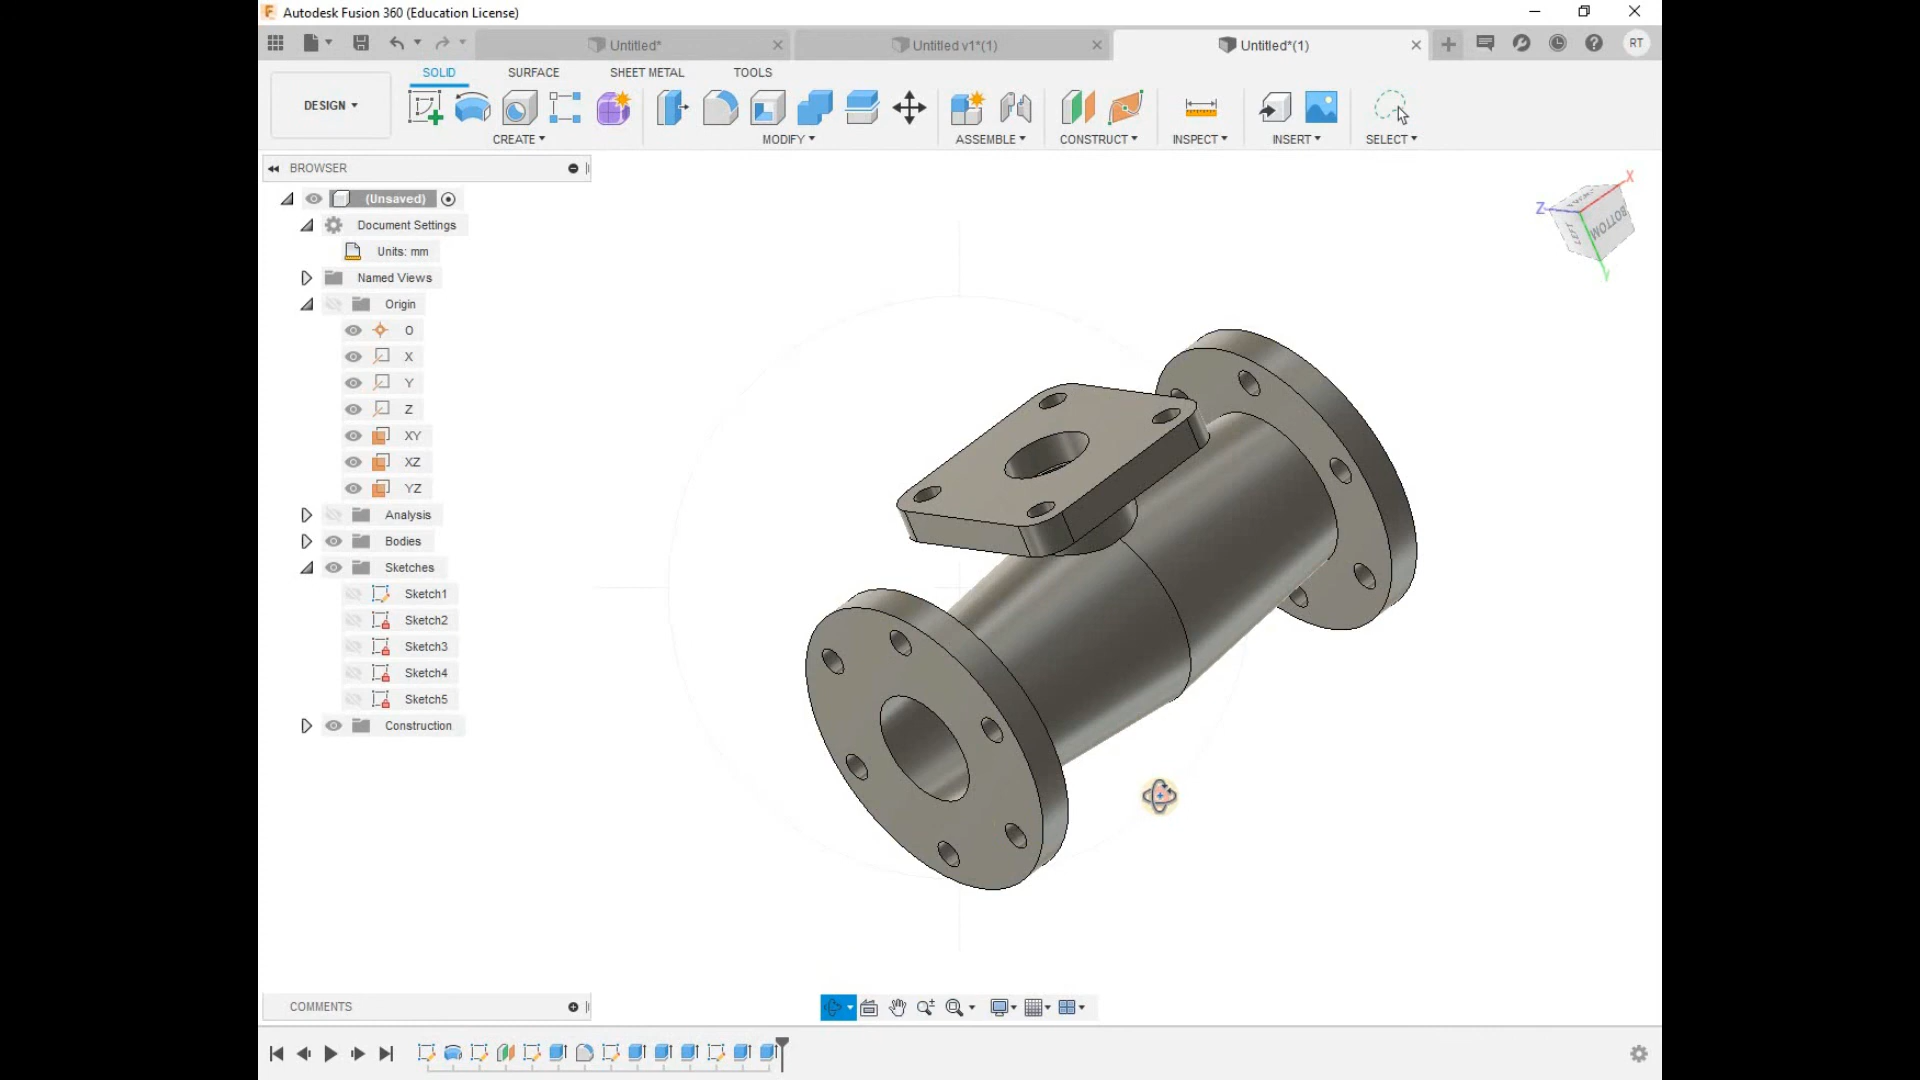 Autodesk Fusion 360 (Education License)
Untitled*
Untitled v1*(1)
Untitled*(1)
RT
SOLID
SURFACE
SHEET METAL
TOOLS
DESIGN
CREATE
MODIFY
ASSEMBLE
CONSTRUCT
INSPECT
INSERT
SELECT
BROWSER
(Unsaved)
Document Settings
Units: mm
Named Views
Origin
O
X
Y
Z
XY
XZ
YZ
Analysis
Bodies
Sketches
Sketch1
Sketch2
Sketch3
Sketch4
Sketch5
Construction
X
Z
BOTTOM
LEFT
Y
COMMENTS